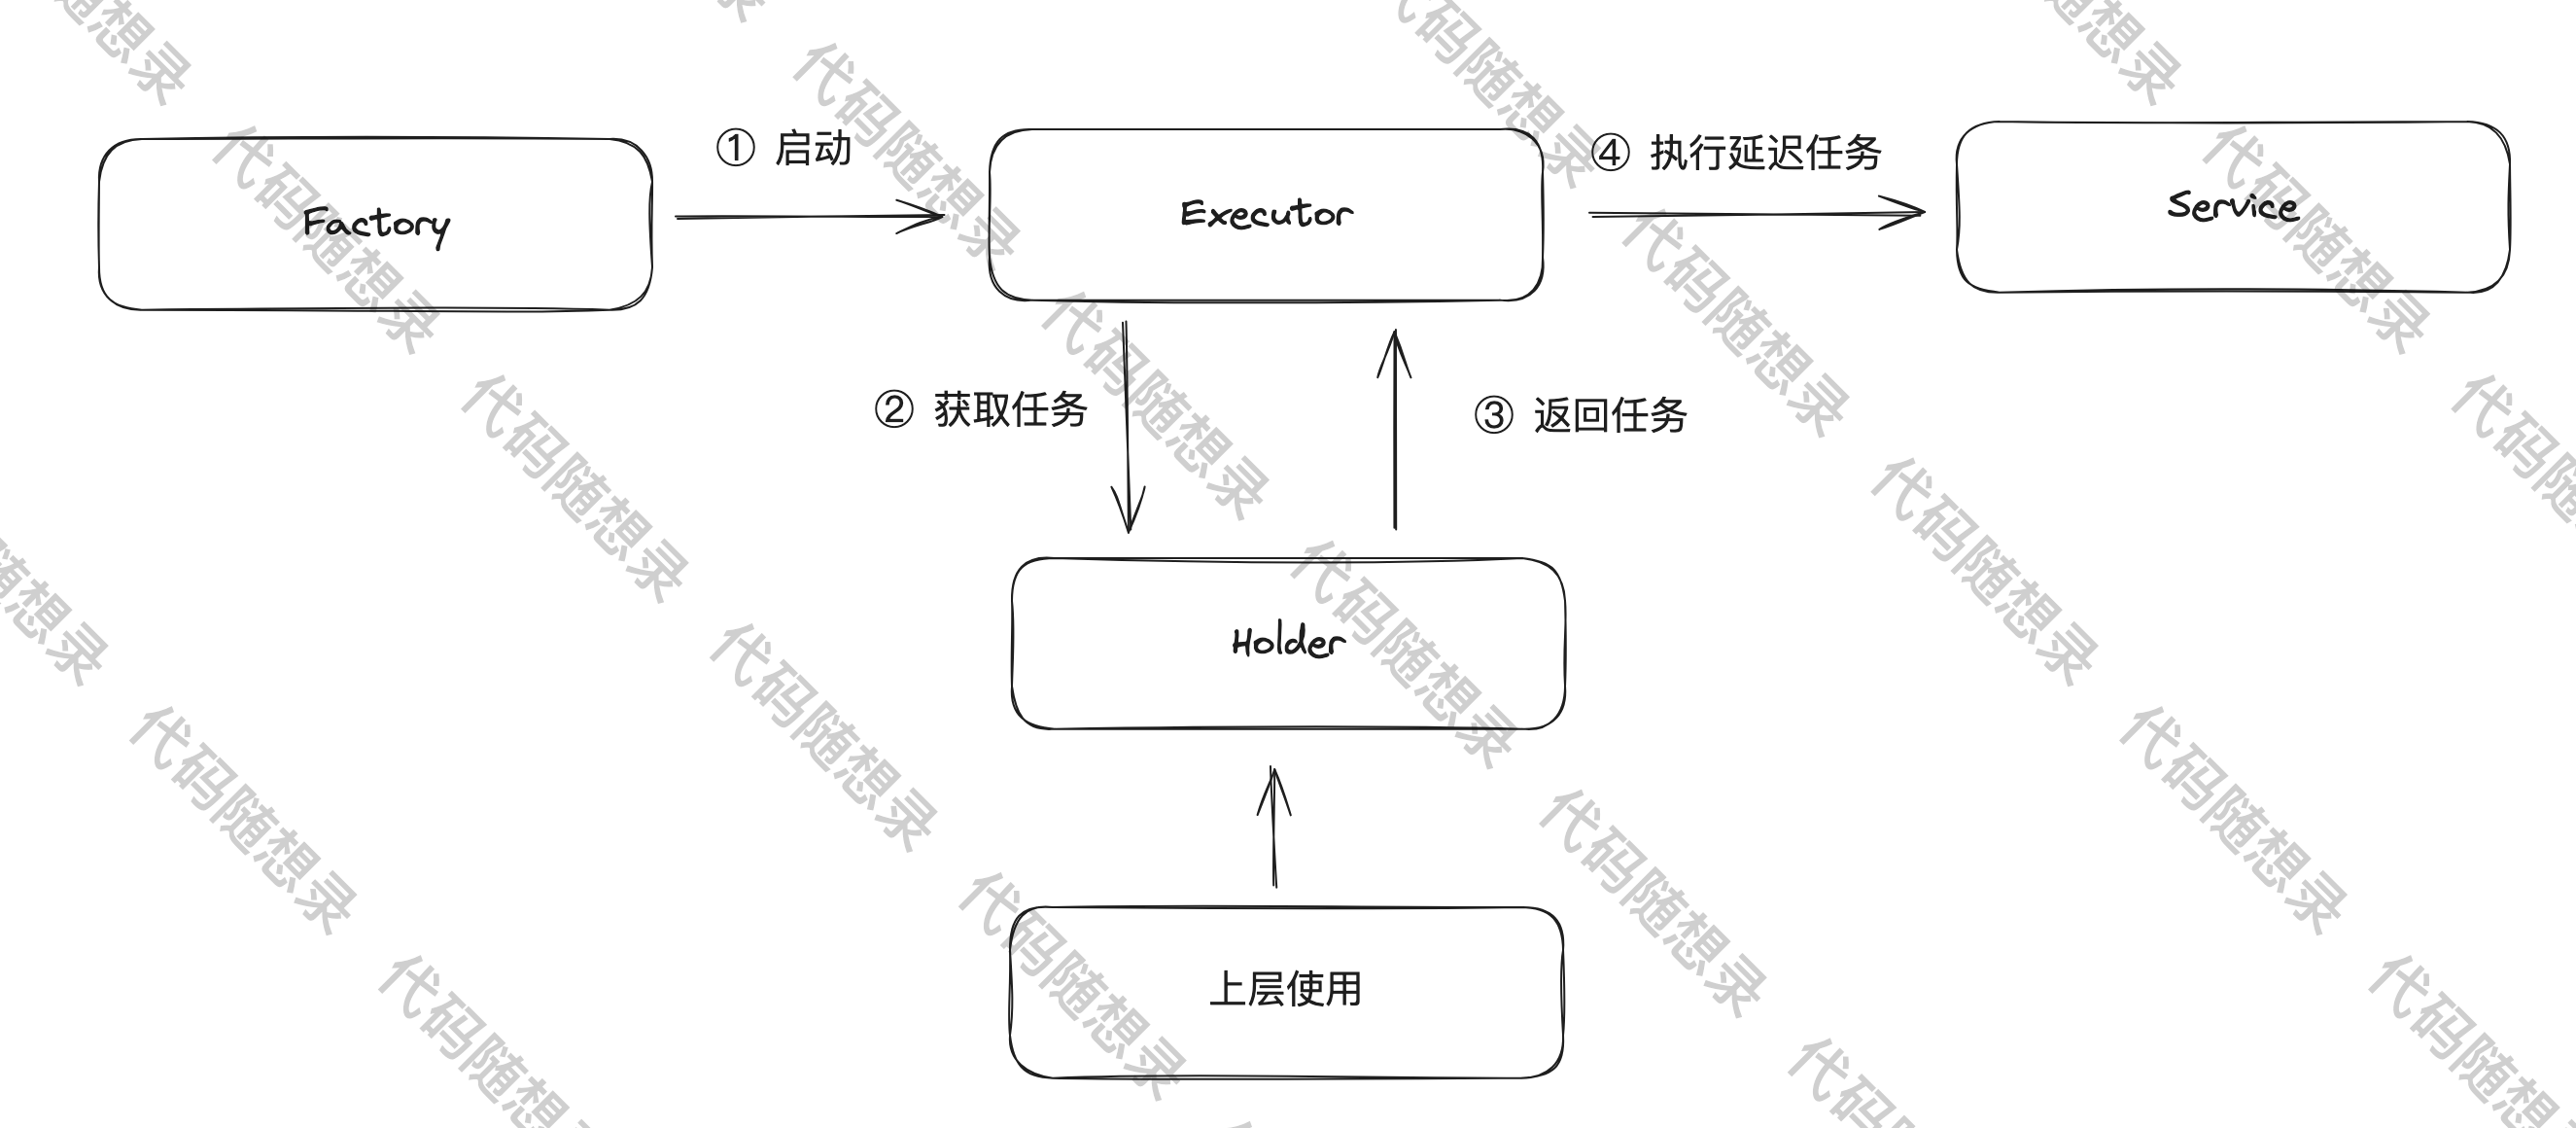 ① 启动
④ 执行延迟任务
Factory
Executor
Service
② 获取任务
③ 返回任务
Holder
上层使用
代码随想录